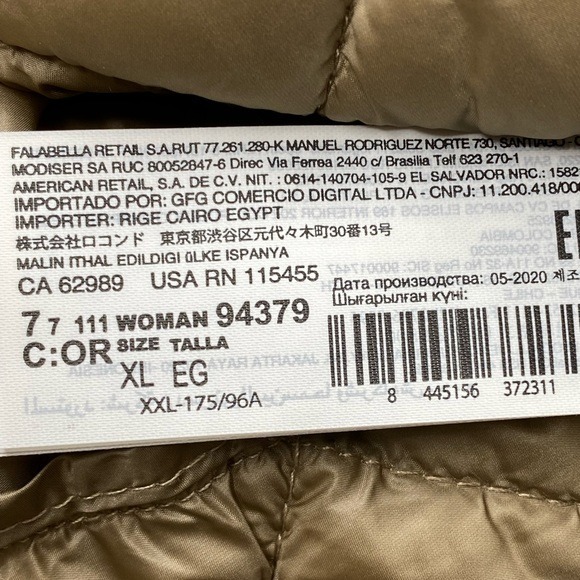 FALABELLA RETAIL S.A.RUT 77.261.280-K MANUEL RODRIGUEZ NORTE 730, SANTIAGO
MODISER SA RUC 80052847-6 Direc Via Ferrea 2440 c/ Brasilia Telf 623 270-1
AMERICAN RETAIL, S.A. DE C.V. NIT. : 0614-140704-105-9 EL SALVADOR NRC.: 1582
IMPORTADO POR: GFG COMERCIO DIGITAL LTDA - CNPJ: 11.200.418/00
IMPORTER: RIGE CAIRO EGYPT
株式会社ロコンド 東京都渋谷区元代々木町30番13号
MALIN ITHAL EDILDIGI üLKE ISPANYA
CA 62989 USA RN 115455
Дата производства: 05-2020 제조
Шығарылған күні:
7 7 111 WOMAN 94379
C:OR SIZE TALLA
XL EG
XXL-175/96A
8 445156 372311